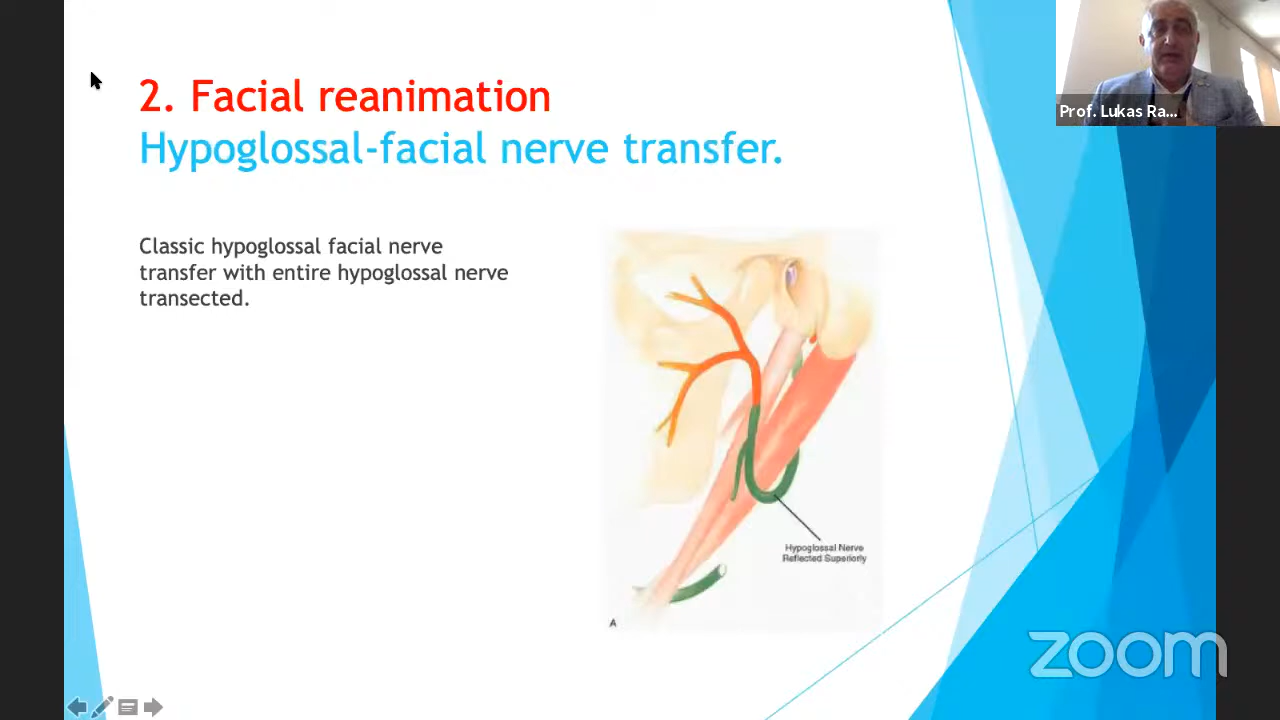 2. Facial reanimation
Hypoglossal-facial nerve transfer.
Classic hypoglossal facial nerve
transfer with entire hypoglossal nerve
transected.
Hypoglossal Nerve
Reflected Superiorly
A
Prof. Lukas Ra...
zoom